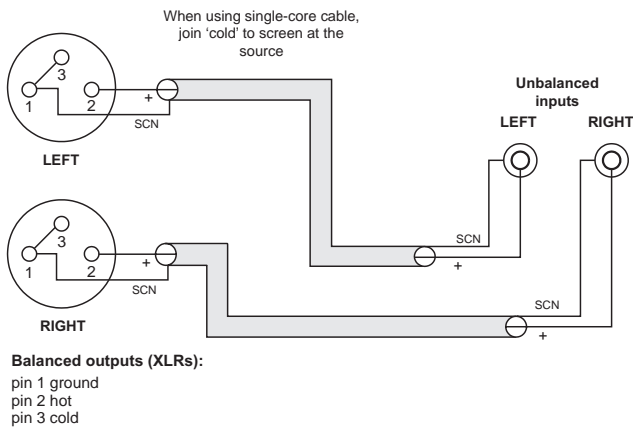 When using single-core cable,
join ‘cold’ to screen at the
source
3
1
2
+
SCN
LEFT
Unbalanced
inputs
LEFT
RIGHT
SCN
+
3
1
2
+
SCN
RIGHT
SCN
+
Balanced outputs (XLRs):
pin 1 ground
pin 2 hot
pin 3 cold